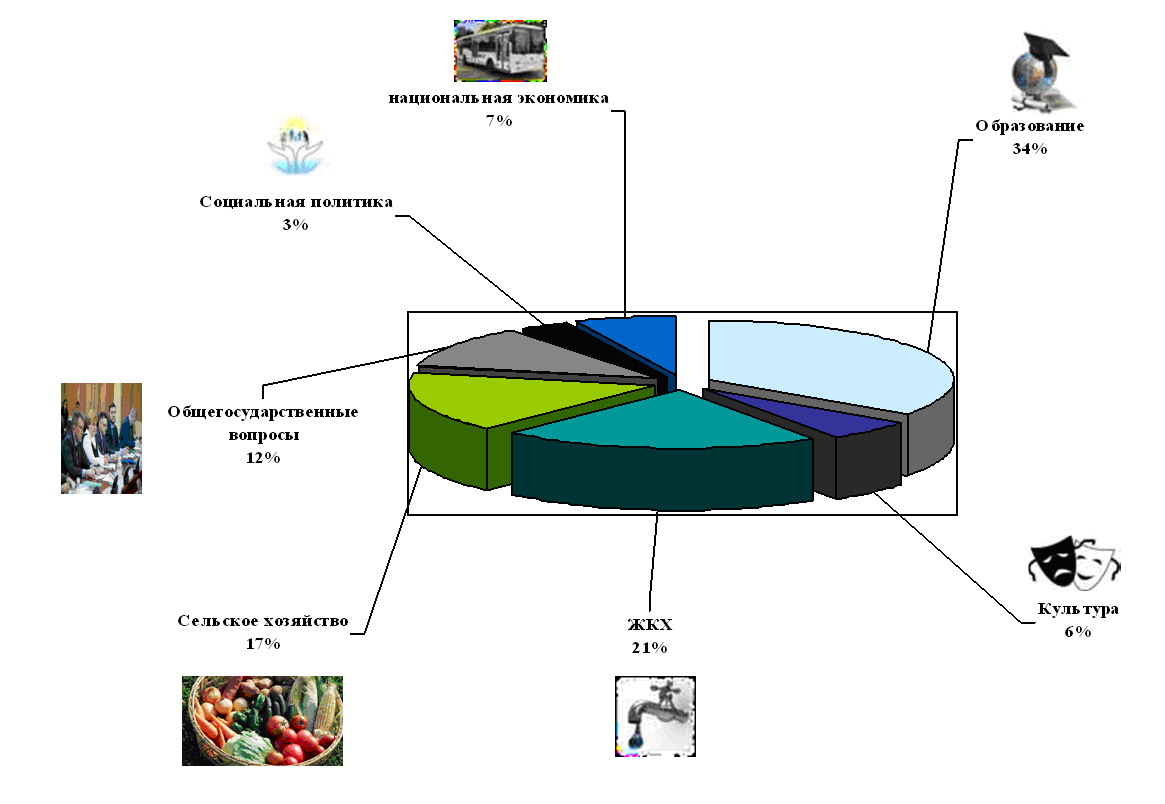 национальная экономика
7%
Образование
34%
Социальная политика
3%
Общегосударственные
вопросы
12%
Сельское хозяйство
17%
ЖКХ
21%
Культура
6%